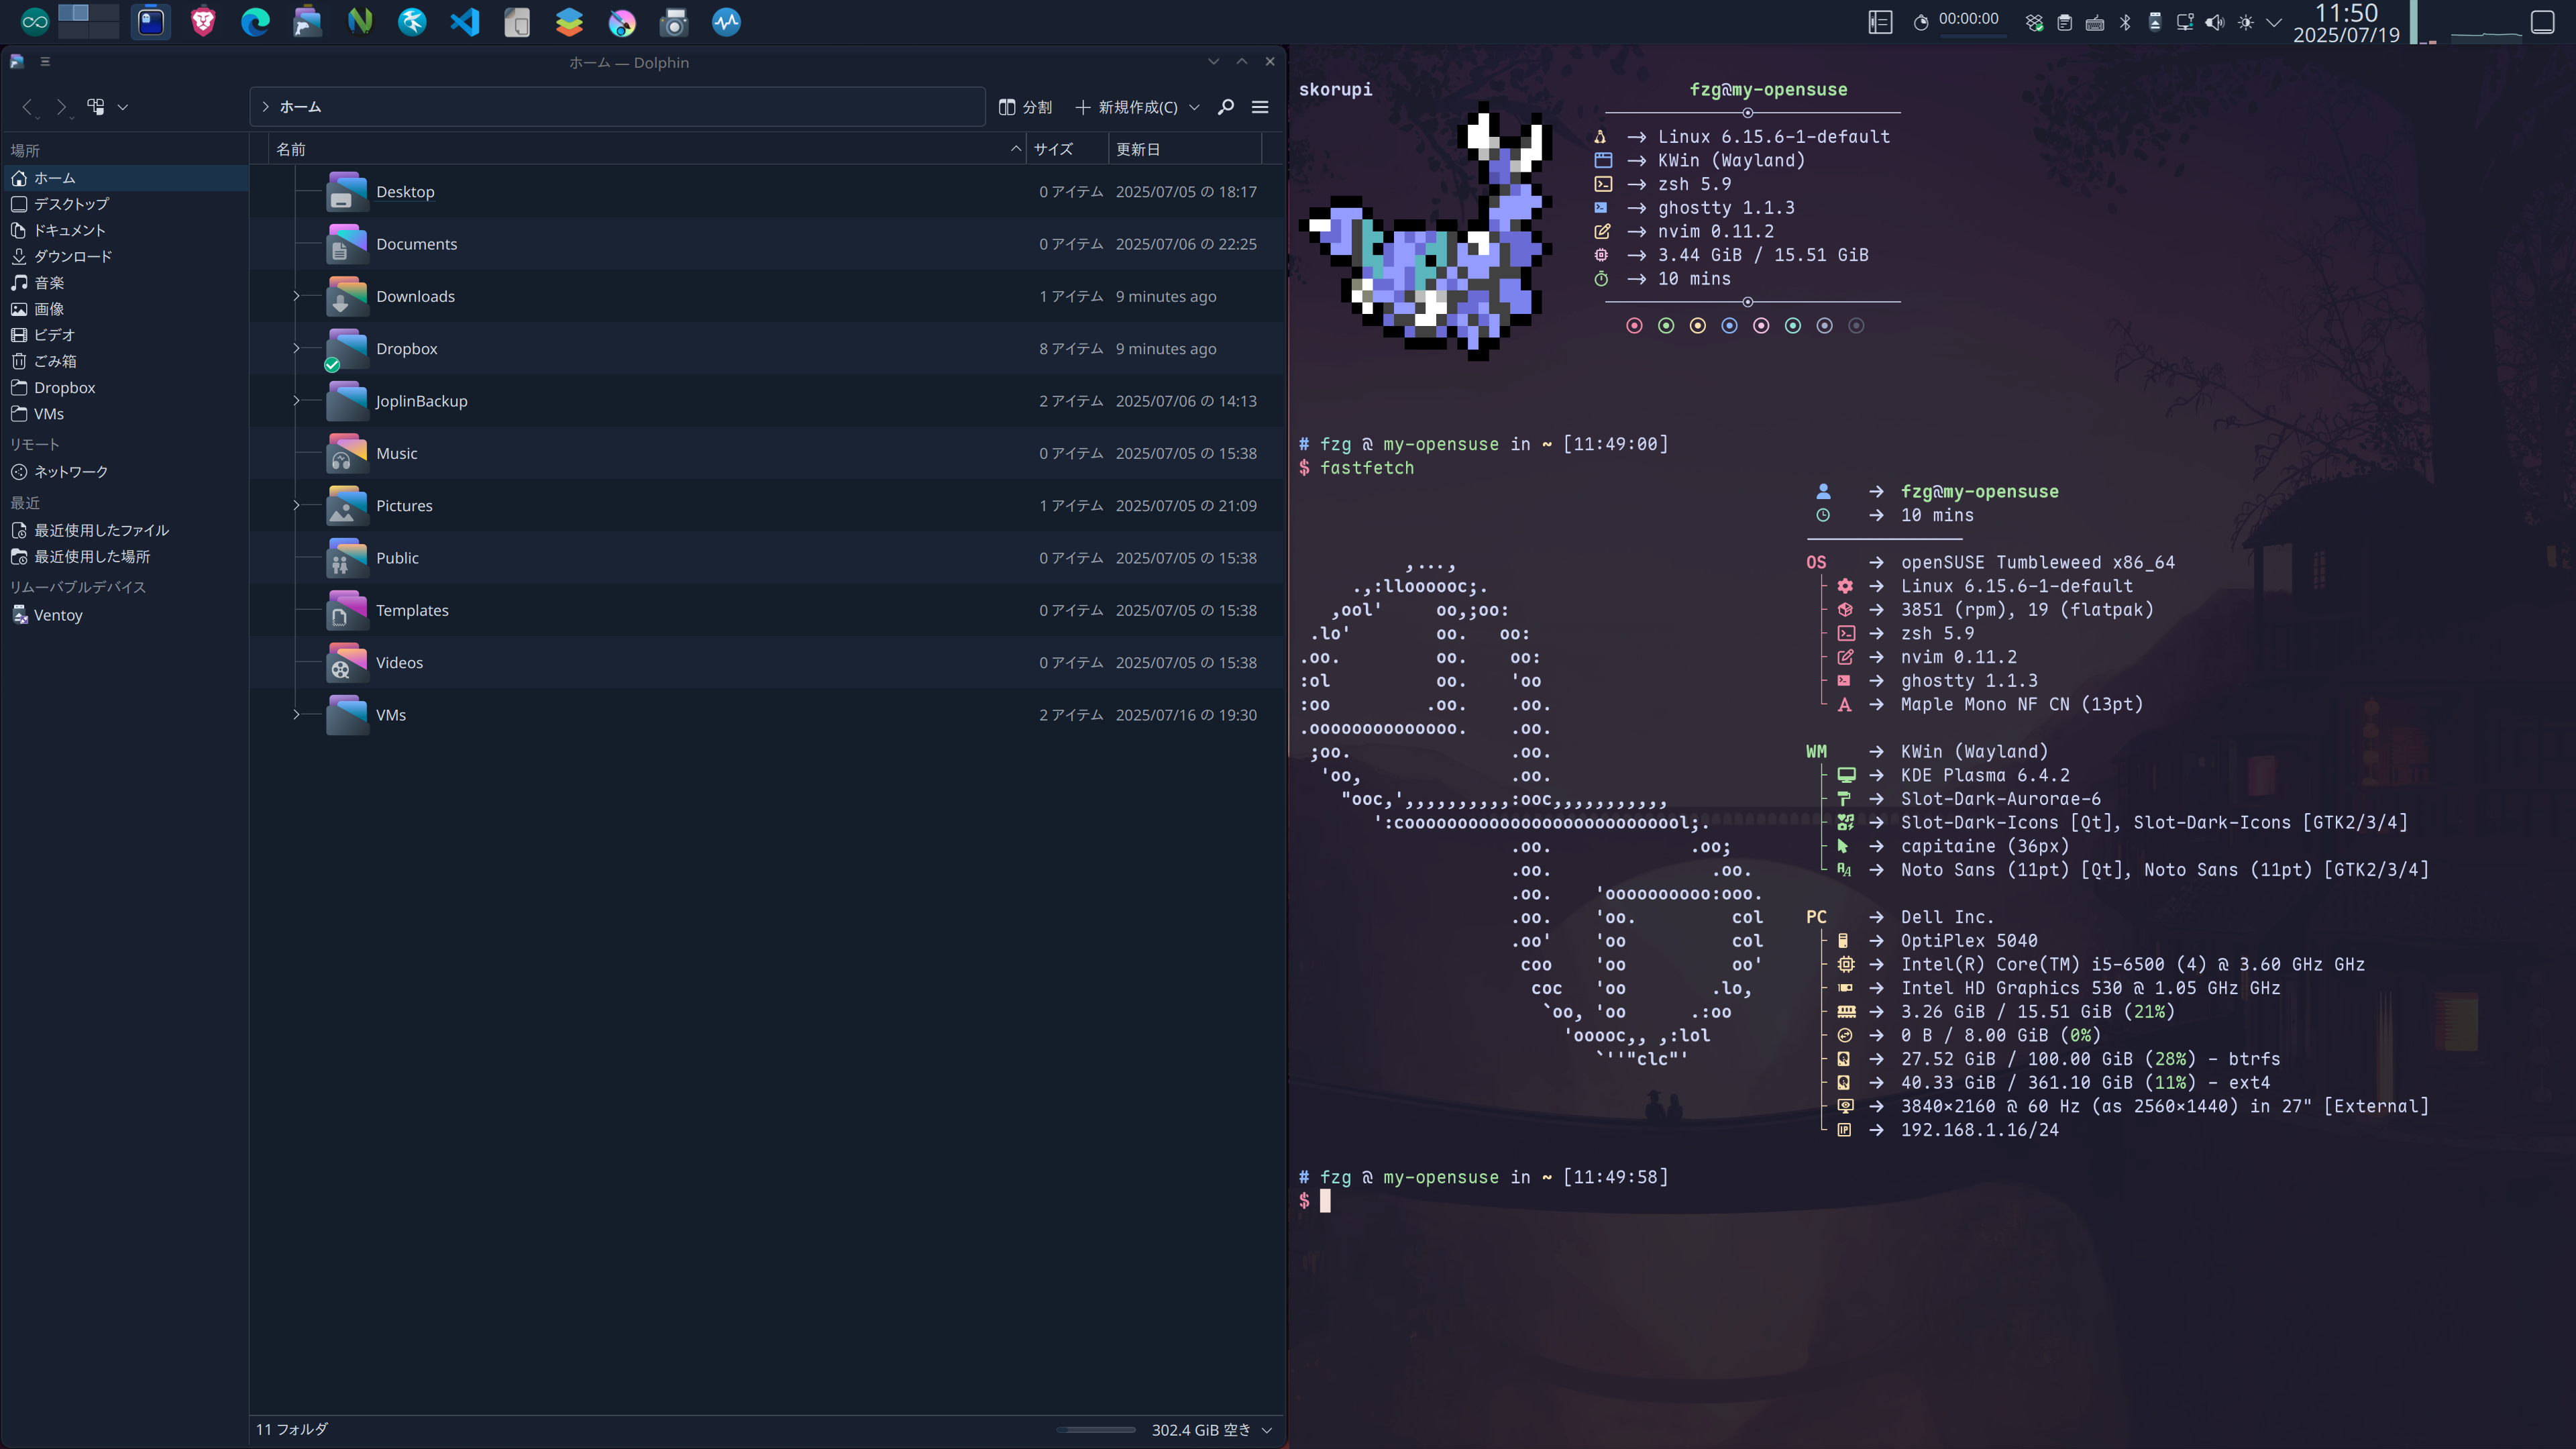 00:00:00
11:50
2025/07/19
ホーム — Dolphin
ホーム
分割
新規作成(C)
場所
ホーム
デスクトップ
ドキュメント
ダウンロード
音楽
画像
ビデオ
ごみ箱
Dropbox
VMs
リモート
ネットワーク
最近
最近使用したファイル
最近使用した場所
リムーバブルデバイス
Ventoy
名前 サイズ 更新日
Desktop 0 アイテム 2025/07/05 の 18:17
Documents 0 アイテム 2025/07/06 の 22:25
Downloads 1 アイテム 9 minutes ago
Dropbox 8 アイテム 9 minutes ago
JoplinBackup 2 アイテム 2025/07/06 の 14:13
Music 0 アイテム 2025/07/05 の 15:38
Pictures 1 アイテム 2025/07/05 の 21:09
Public 0 アイテム 2025/07/05 の 15:38
Templates 0 アイテム 2025/07/05 の 15:38
Videos 0 アイテム 2025/07/05 の 15:38
VMs 2 アイテム 2025/07/16 の 19:30
11 フォルダ
302.4 GiB 空き
skorupi
fzg@my-opensuse
→ Linux 6.15.6-1-default
→ KWin (Wayland)
→ zsh 5.9
→ ghostty 1.1.3
→ nvim 0.11.2
→ 3.44 GiB / 15.51 GiB
→ 10 mins
# fzg @ my-opensuse in ~ [11:49:00]
$ fastfetch
→ fzg@my-opensuse
→ 10 mins
OS → openSUSE Tumbleweed x86_64
→ Linux 6.15.6-1-default
→ 3851 (rpm), 19 (flatpak)
→ zsh 5.9
→ nvim 0.11.2
→ ghostty 1.1.3
→ Maple Mono NF CN (13pt)
WM → KWin (Wayland)
→ KDE Plasma 6.4.2
→ Slot-Dark-Aurorae-6
→ Slot-Dark-Icons [Qt], Slot-Dark-Icons [GTK2/3/4]
→ capitaine (36px)
→ Noto Sans (11pt) [Qt], Noto Sans (11pt) [GTK2/3/4]
PC → Dell Inc.
→ OptiPlex 5040
→ Intel(R) Core(TM) i5-6500 (4) @ 3.60 GHz GHz
→ Intel HD Graphics 530 @ 1.05 GHz GHz
→ 3.26 GiB / 15.51 GiB (21%)
→ 0 B / 8.00 GiB (0%)
→ 27.52 GiB / 100.00 GiB (28%) - btrfs
→ 40.33 GiB / 361.10 GiB (11%) - ext4
→ 3840×2160 @ 60 Hz (as 2560×1440) in 27" [External]
IP → 192.168.1.16/24
# fzg @ my-opensuse in ~ [11:49:58]
$